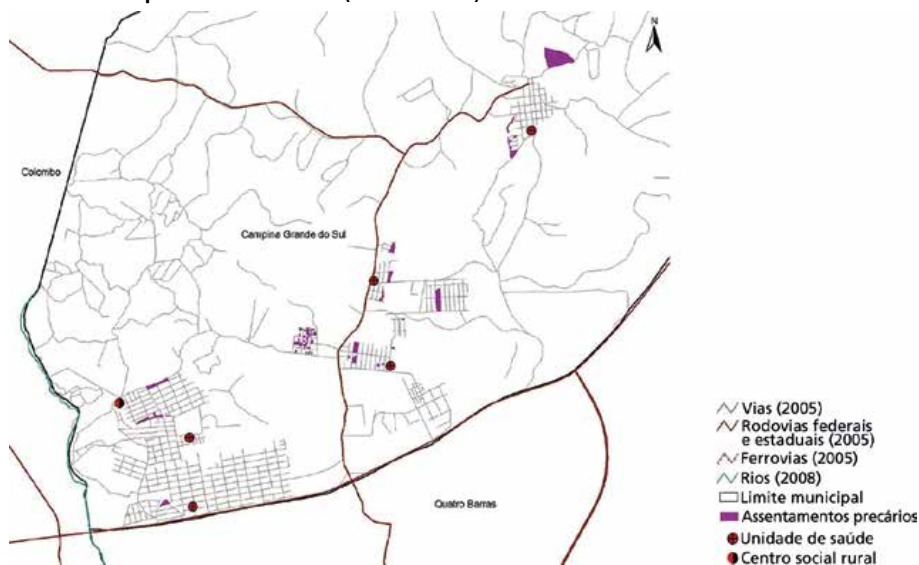 N
Colombo
Campina Grande do Sul
Quatro Barras
Vias (2005)
Rodovias federais
e estaduais (2005)
Ferrovias (2005)
Rios (2008)
Limite municipal
Assentamentos precários
Unidade de saúde
Centro social rural